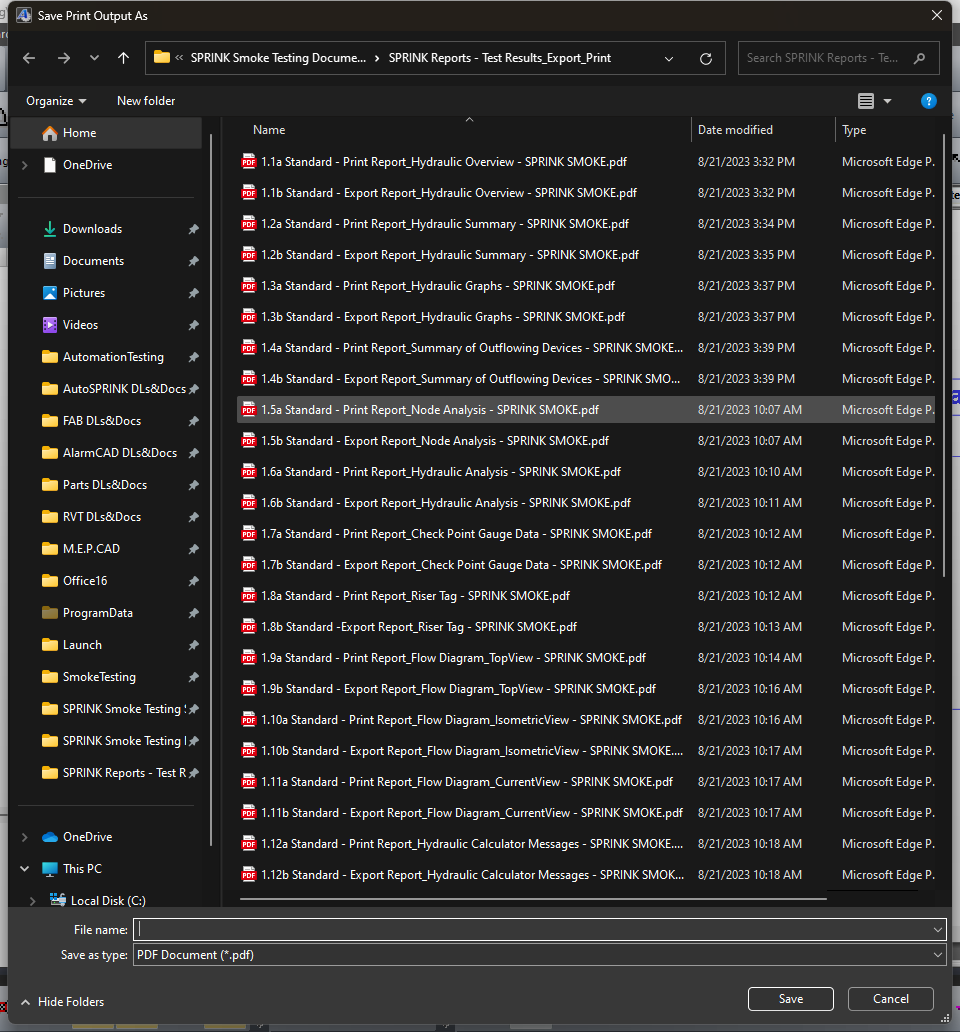 Save Print Output As
« SPRINK Smoke Testing Docume... › SPRINK Reports - Test Results_Export_Print
Search SPRINK Reports - Te...
Organize New folder
Name Date modified Type
Home
OneDrive
Downloads
Documents
Pictures
Videos
AutomationTesting
AutoSPRINK DLs&Docs
FAB DLs&Docs
AlarmCAD DLs&Docs
Parts DLs&Docs
RVT DLs&Docs
M.E.P.CAD
Office16
ProgramData
Launch
SmokeTesting
SPRINK Smoke Testing
SPRINK Smoke Testing
SPRINK Reports - Test R
OneDrive
This PC
Local Disk (C:)
1.1a Standard - Print Report_Hydraulic Overview - SPRINK SMOKE.pdf 8/21/2023 3:32 PM Microsoft Edge P.
1.1b Standard - Export Report_Hydraulic Overview - SPRINK SMOKE.pdf 8/21/2023 3:32 PM Microsoft Edge P.
1.2a Standard - Print Report_Hydraulic Summary - SPRINK SMOKE.pdf 8/21/2023 3:34 PM Microsoft Edge P.
1.2b Standard - Export Report_Hydraulic Summary - SPRINK SMOKE.pdf 8/21/2023 3:35 PM Microsoft Edge P.
1.3a Standard - Print Report_Hydraulic Graphs - SPRINK SMOKE.pdf 8/21/2023 3:37 PM Microsoft Edge P.
1.3b Standard - Export Report_Hydraulic Graphs - SPRINK SMOKE.pdf 8/21/2023 3:37 PM Microsoft Edge P.
1.4a Standard - Print Report_Summary of Outflowing Devices - SPRINK SMOKE... 8/21/2023 3:39 PM Microsoft Edge P.
1.4b Standard - Export Report_Summary of Outflowing Devices - SPRINK SMO... 8/21/2023 3:39 PM Microsoft Edge P.
1.5a Standard - Print Report_Node Analysis - SPRINK SMOKE.pdf 8/21/2023 10:07 AM Microsoft Edge P.
1.5b Standard - Export Report_Node Analysis - SPRINK SMOKE.pdf 8/21/2023 10:07 AM Microsoft Edge P.
1.6a Standard - Print Report_Hydraulic Analysis - SPRINK SMOKE.pdf 8/21/2023 10:10 AM Microsoft Edge P.
1.6b Standard - Export Report_Hydraulic Analysis - SPRINK SMOKE.pdf 8/21/2023 10:11 AM Microsoft Edge P.
1.7a Standard - Print Report_Check Point Gauge Data - SPRINK SMOKE.pdf 8/21/2023 10:12 AM Microsoft Edge P.
1.7b Standard - Export Report_Check Point Gauge Data - SPRINK SMOKE.pdf 8/21/2023 10:12 AM Microsoft Edge P.
1.8a Standard - Print Report_Riser Tag - SPRINK SMOKE.pdf 8/21/2023 10:12 AM Microsoft Edge P.
1.8b Standard -Export Report_Riser Tag - SPRINK SMOKE.pdf 8/21/2023 10:13 AM Microsoft Edge P.
1.9a Standard - Print Report_Flow Diagram_TopView - SPRINK SMOKE.pdf 8/21/2023 10:14 AM Microsoft Edge P.
1.9b Standard - Export Report_Flow Diagram_TopView - SPRINK SMOKE.pdf 8/21/2023 10:16 AM Microsoft Edge P.
1.10a Standard - Print Report_Flow Diagram_IsometricView - SPRINK SMOKE.pdf 8/21/2023 10:16 AM Microsoft Edge P.
1.10b Standard - Export Report_Flow Diagram_IsometricView - SPRINK SMOKE.... 8/21/2023 10:17 AM Microsoft Edge P.
1.11a Standard - Print Report_Flow Diagram_CurrentView - SPRINK SMOKE.pdf 8/21/2023 10:17 AM Microsoft Edge P.
1.11b Standard - Export Report_Flow Diagram_CurrentView - SPRINK SMOKE.pdf 8/21/2023 10:17 AM Microsoft Edge P.
1.12a Standard - Print Report_Hydraulic Calculator Messages - SPRINK SMOKE.... 8/21/2023 10:18 AM Microsoft Edge P.
1.12b Standard - Export Report_Hydraulic Calculator Messages - SPRINK SMOK... 8/21/2023 10:18 AM Microsoft Edge P.
File name:
Save as type: PDF Document (*.pdf)
Hide Folders Save Cancel